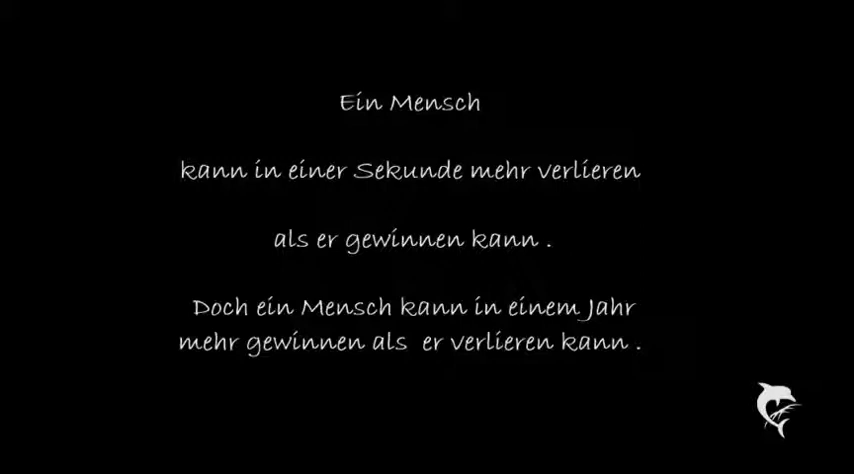 Ein Mensch
kann in einer Sekunde mehr verlieren
als er gewinnen kann .
Doch ein Mensch kann in einem Jahr
mehr gewinnen als er verlieren kann .